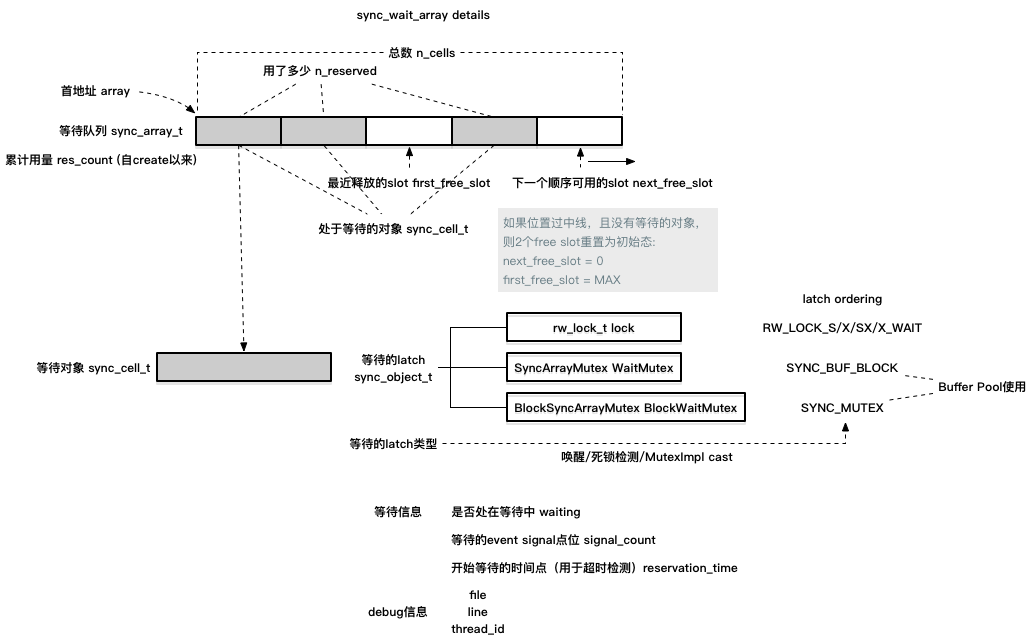 sync_wait_array details
总数 n_cells
用了多少 n_reserved
首地址 array
等待队列 sync_array_t
累计用量 res_count (自create以来)
最近释放的slot first_free_slot
下一个顺序可用的slot next_free_slot
处于等待的对象 sync_cell_t
如果位置过中线，且没有等待的对象，
则2个free slot重置为初始态:
next_free_slot = 0
first_free_slot = MAX
latch ordering
rw_lock_t lock
RW_LOCK_S/X/SX/X_WAIT
等待对象 sync_cell_t
等待的latch
sync_object_t
SyncArrayMutex WaitMutex
SYNC_BUF_BLOCK
Buffer Pool使用
BlockSyncArrayMutex BlockWaitMutex
SYNC_MUTEX
等待的latch类型
唤醒/死锁检测/MutexImpl cast
等待信息
是否处在等待中 waiting
等待的event signal点位 signal_count
开始等待的时间点（用于超时检测）reservation_time
debug信息
file
line
thread_id